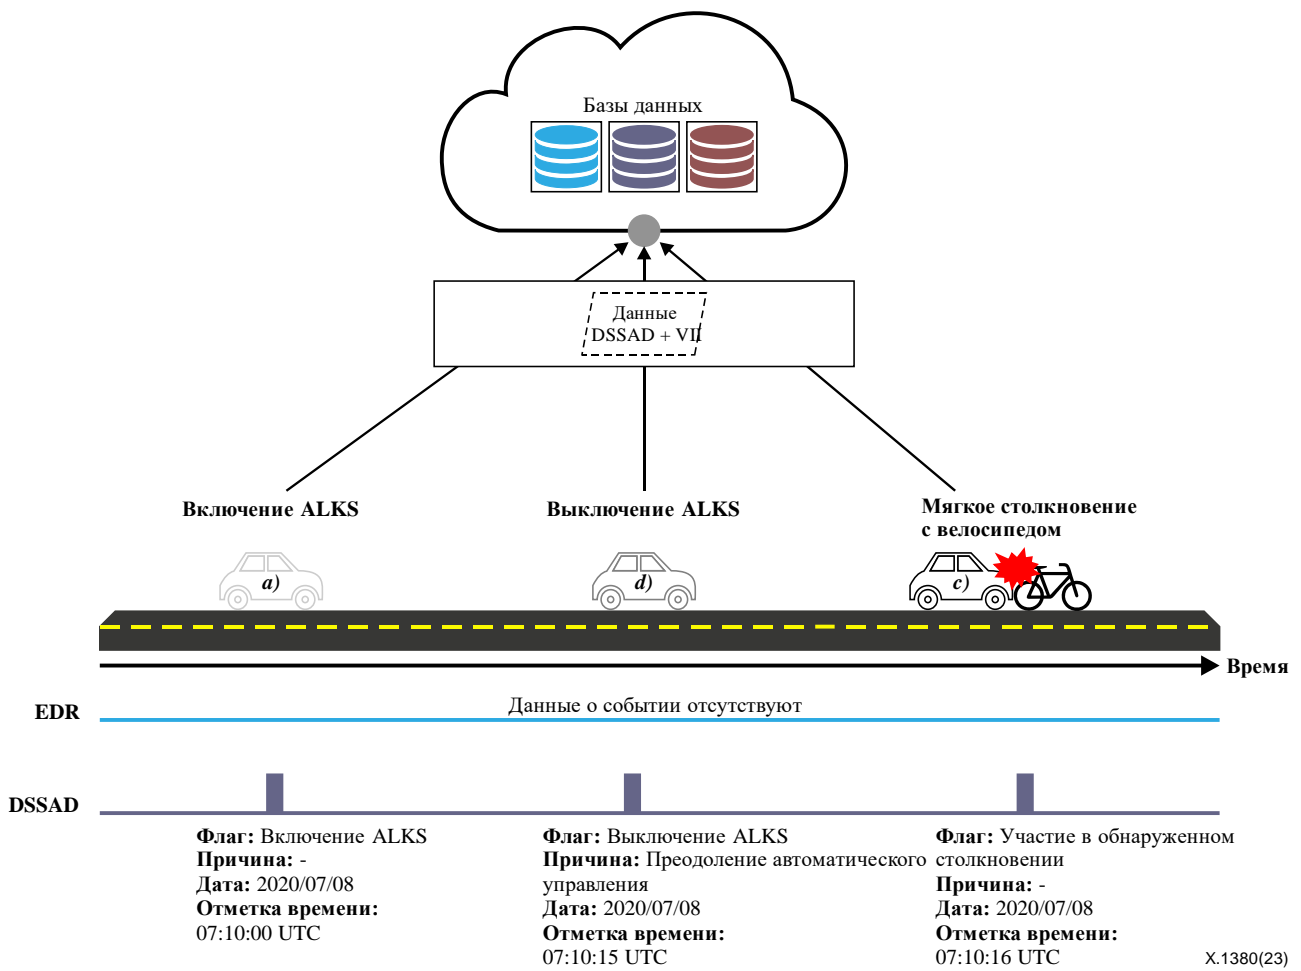 Базы данных
Данные
DSSAD + VII
Включение ALKS
Выключение ALKS
Мягкое столкновение
с велосипедом
a)
d)
c)
Время
EDR
Данные о событии отсутствуют
DSSAD
Флаг: Включение ALKS
Причина: -
Дата: 2020/07/08
Отметка времени:
07:10:00 UTC
Флаг: Выключение ALKS
Причина: Преодоление автоматического
управления
Дата: 2020/07/08
Отметка времени:
07:10:15 UTC
Флаг: Участие в обнаруженном
столкновении
Причина: -
Дата: 2020/07/08
Отметка времени:
07:10:16 UTC
X.1380(23)